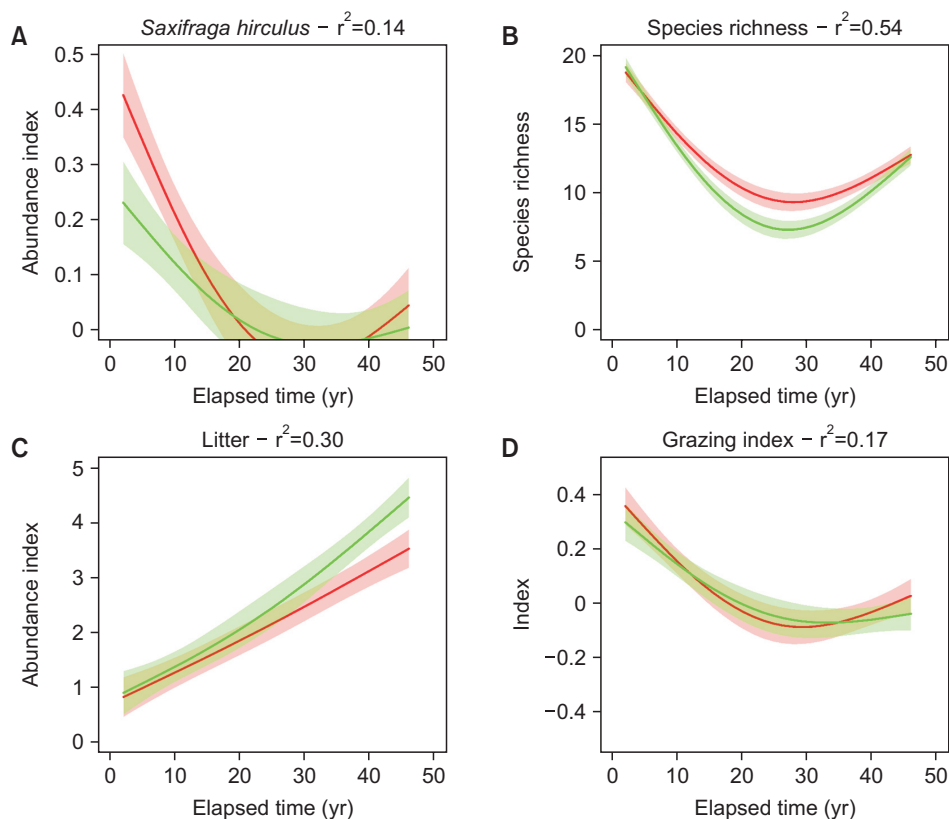 A
Saxifraga hirculus − r²=0.14
0.5
0.4
0.3
0.2
0.1
0
Abundance index
0 10 20 30 40 50
Elapsed time (yr)
B
Species richness − r²=0.54
20
15
10
5
0
Species richness
0 10 20 30 40 50
Elapsed time (yr)
C
Litter − r²=0.30
5
4
3
2
1
0
Abundance index
0 10 20 30 40 50
Elapsed time (yr)
D
Grazing index − r²=0.17
0.4
0.2
0
−0.2
−0.4
Index
0 10 20 30 40 50
Elapsed time (yr)